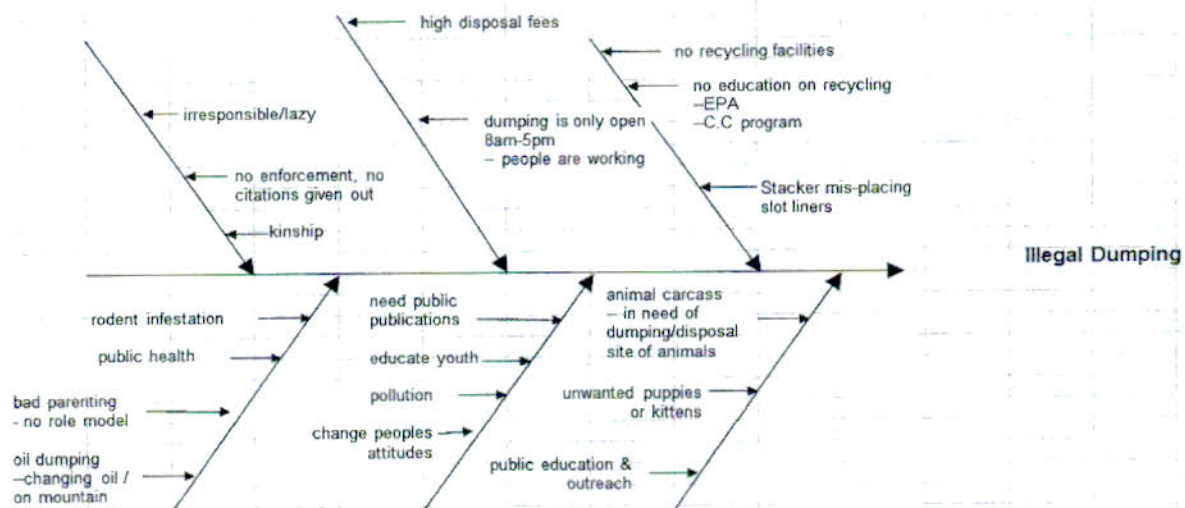 high disposal fees
no recycling facilities
no education on recycling
–EPA
–C.C program
irresponsible/lazy
dumping is only open
8am-5pm
– people are working
no enforcement, no
citations given out
Stacker mis-placing
slot liners
kinship
Illegal Dumping
rodent infestation
public health
bad parenting
- no role model
oil dumping
–changing oil /
on mountain
need public
publications
educate youth
pollution
change peoples
attitudes
animal carcass
– in need of
dumping/disposal
site of animals
unwanted puppies
or kittens
public education &
outreach